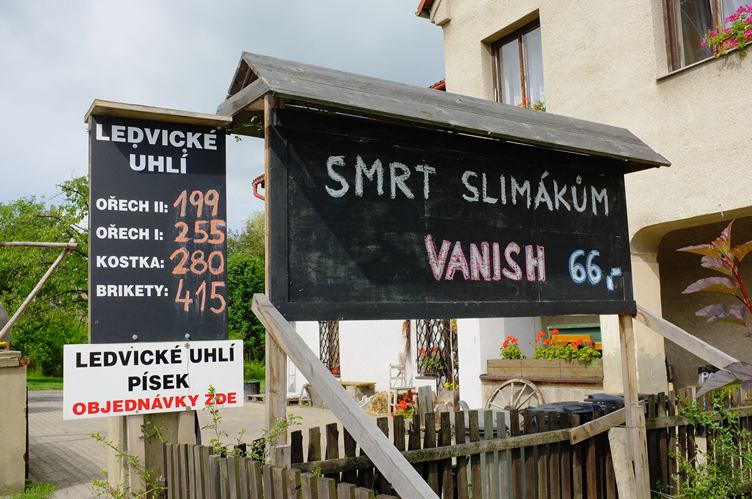 LEDVICKÉ
UHLÍ
OŘECH II: 199
OŘECH I: 255
KOSTKA: 280
BRIKETY: 415
LEDVICKÉ UHLÍ
PÍSEK
OBJEDNÁVKY ZDE
SMRT SLIMÁKŮM
VANISH 66,-